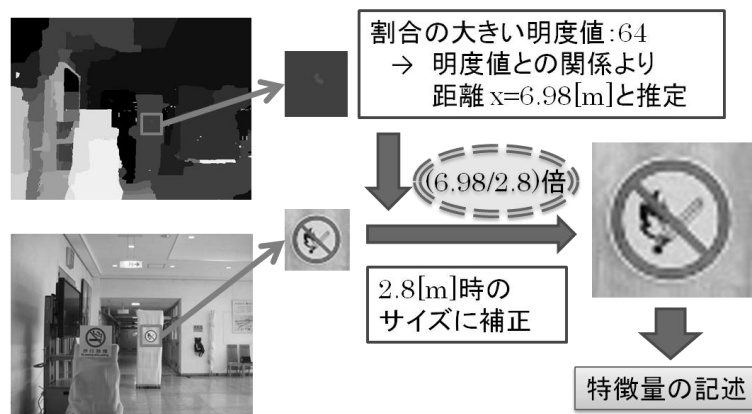 割合の大きい明度値:64
→ 明度値との関係より
距離x=6.98[m]と推定
(6.98/2.8)倍
2.8[m]時の
サイズに補正
特徴量の記述